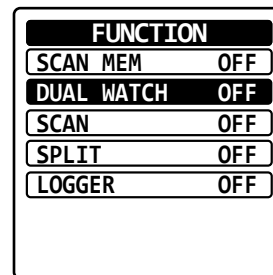 FUNCTION
SCAN MEM OFF
DUAL WATCH OFF
SCAN OFF
SPLIT OFF
LOGGER OFF